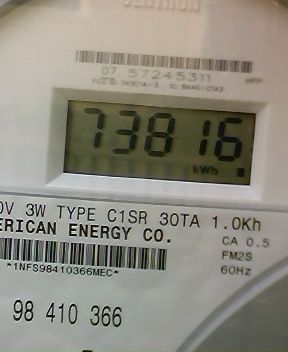 CENTRON
07 57245311
73816
kWh
0V 3W TYPE C1SR 30TA 1.0Kh
ERICAN ENERGY CO.
CA 0.5
*1NFS98410366MEC*
FM2S
60Hz
98 410 366